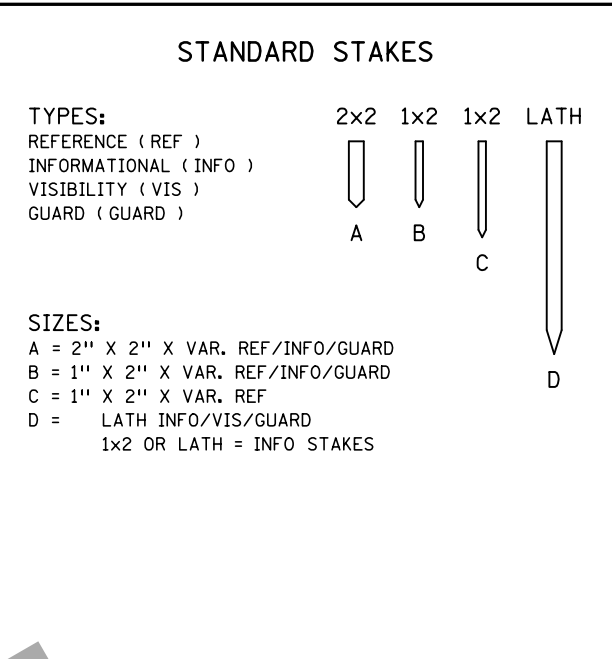 STANDARD STAKES
TYPES:
REFERENCE ( REF )
INFORMATIONAL ( INFO )
VISIBILITY ( VIS )
GUARD ( GUARD )
2x2 1x2 1x2 LATH
A
B
C
D
SIZES:
A = 2'' X 2'' X VAR. REF/INFO/GUARD
B = 1'' X 2'' X VAR. REF/INFO/GUARD
C = 1'' X 2'' X VAR. REF
D = LATH INFO/VIS/GUARD
1x2 OR LATH = INFO STAKES